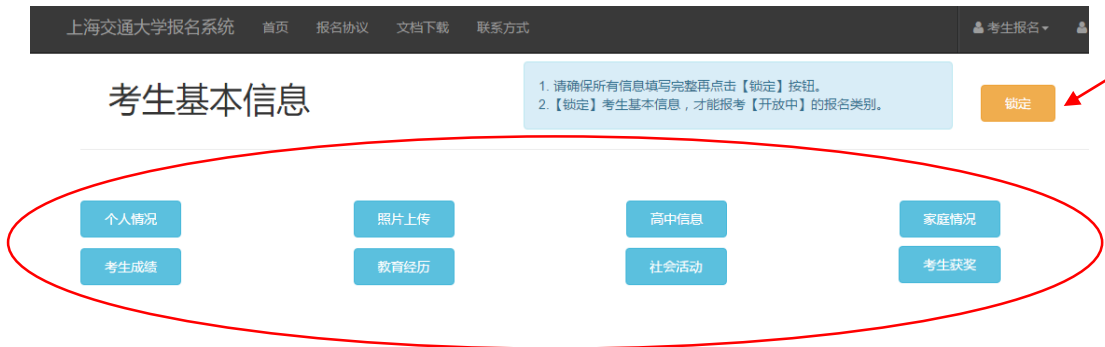 上海交通大学报名系统 首页 报名协议 文档下载 联系方式 考生报名
考生基本信息
1. 请确保所有信息填写完整再点击【锁定】按钮。
2.【锁定】考生基本信息，才能报考【开放中】的报名类别。
锁定
个人情况 照片上传 高中信息 家庭情况
考生成绩 教育经历 社会活动 考生获奖